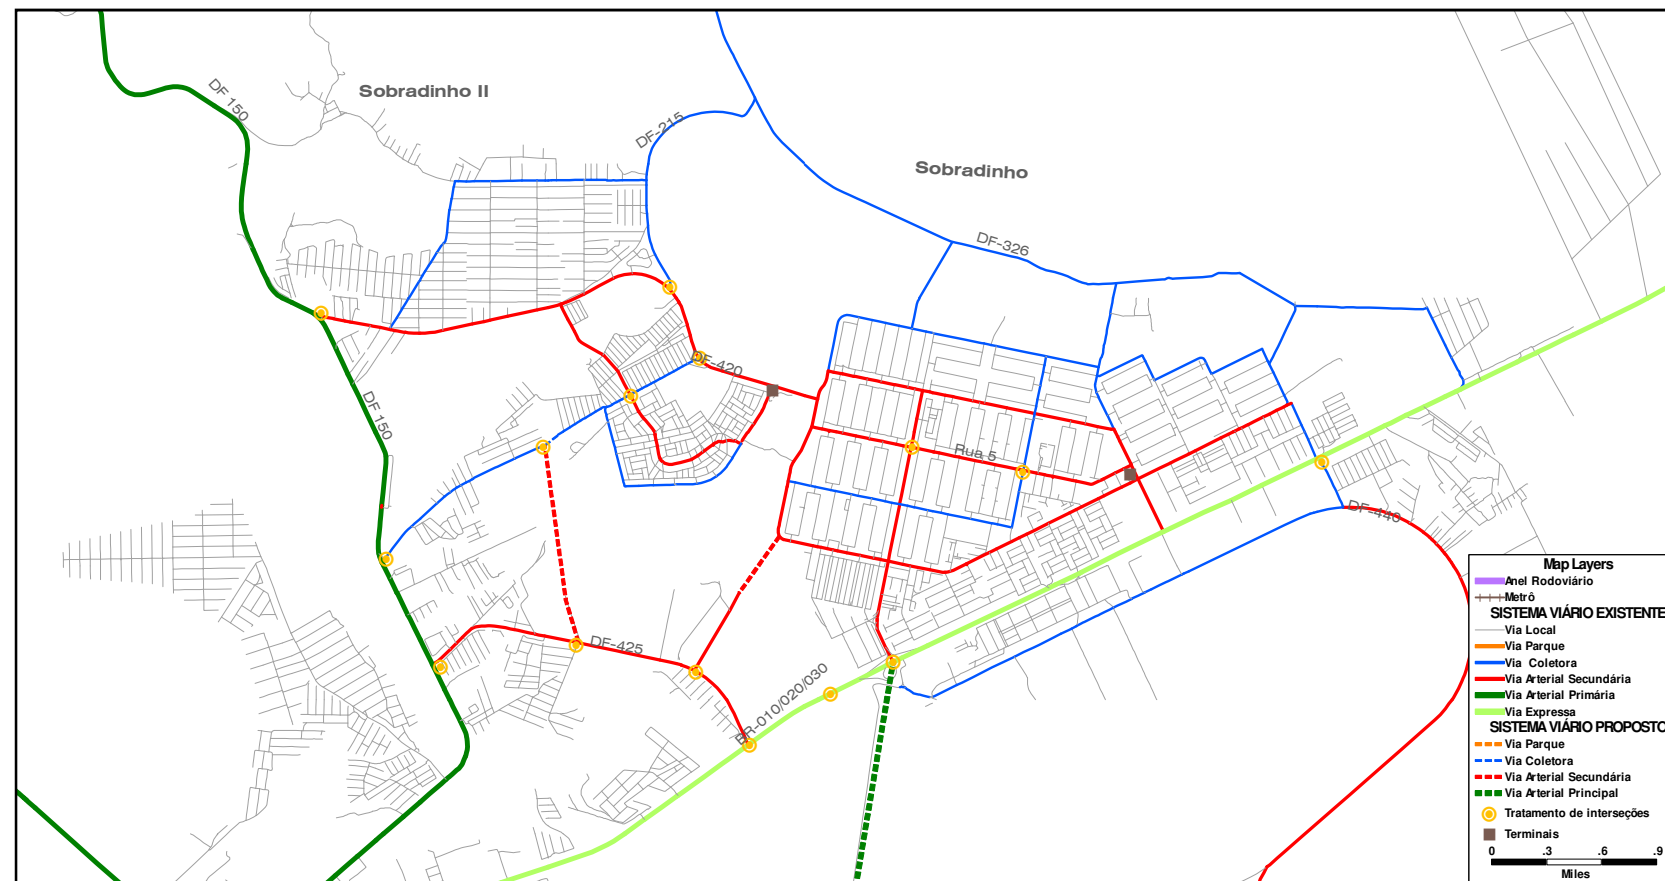 DF 150
Sobradinho II
DF-215
Sobradinho
DF-326
DF-420
DF 150
Rua 5
DF-440
DF-425
BR-010/020/030
Map Layers
Anel Rodoviário
Metrô
SISTEMA VIÁRIO EXISTENTE
Via Local
Via Parque
Via Coletora
Via Arterial Secundária
Via Arterial Primária
Via Expressa
SISTEMA VIÁRIO PROPOSTO
Via Parque
Via Coletora
Via Arterial Secundária
Via Arterial Principal
Tratamento de interseções
Terminais
0 .3 .6 .9
Miles